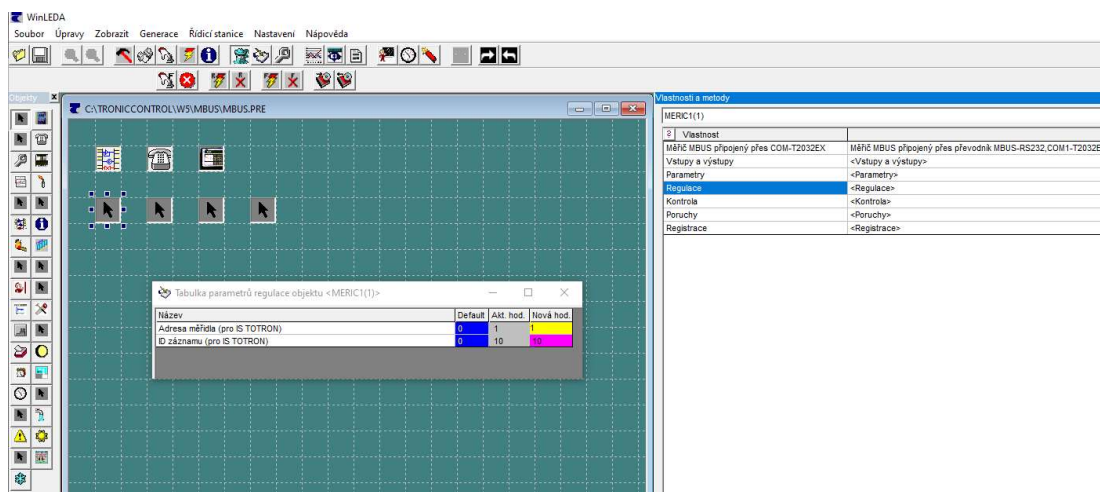 WinLEDA
Soubor Úpravy Zobrazit Generace Řídicí stanice Nastavení Nápověda
Objekty
C:\TRONICCONTROL\W5\MBUS\MBUS.PRE
Vlastnosti a metody
MERIC1(1)
Vlastnost
Měřič MBUS připojený přes COM-T2032EX Měřič MBUS připojený přes převodník MBUS-RS232,COM1-T2032E
Vstupy a výstupy <Vstupy a výstupy>
Parametry <Parametry>
Regulace <Regulace>
Kontrola <Kontrola>
Poruchy <Poruchy>
Registrace <Registrace>
Tabulka parametrů regulace objektu <MERIC1(1)>
Název Default Akt. hod. Nová hod.
Adresa měřidla (pro IS TOTRON) 0 1 1
ID záznamu (pro IS TOTRON) 0 10 10